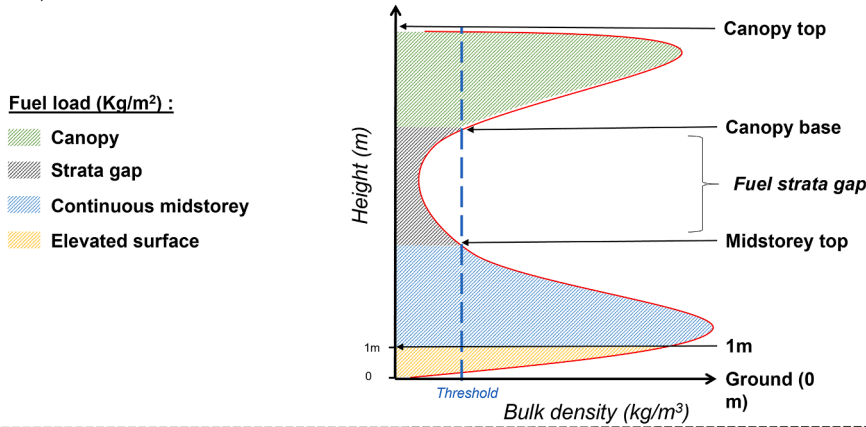 Canopy top
Fuel load (Kg/m²) :
Canopy
Strata gap
Continuous midstorey
Elevated surface
Height (m)
Canopy base
Fuel strata gap
Midstorey top
1m
1m
0
Ground (0
m)
Threshold
Bulk density (kg/m³)